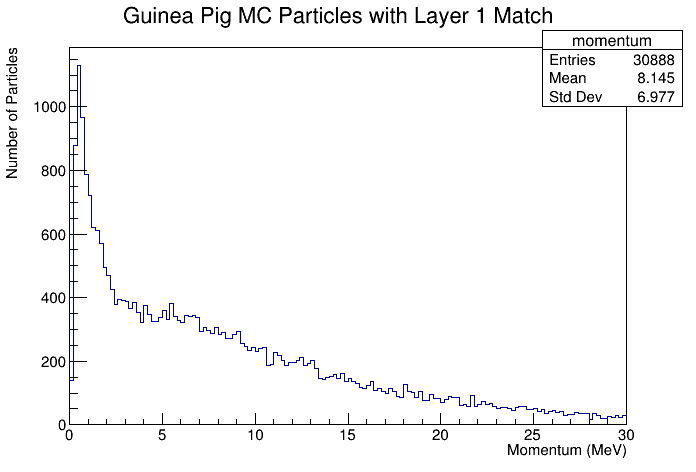 Guinea Pig MC Particles with Layer 1 Match
momentum
Entries 30888
Mean 8.145
Std Dev 6.977
Number of Particles
1000
800
600
400
200
0
0 5 10 15 20 25 30
Momentum (MeV)